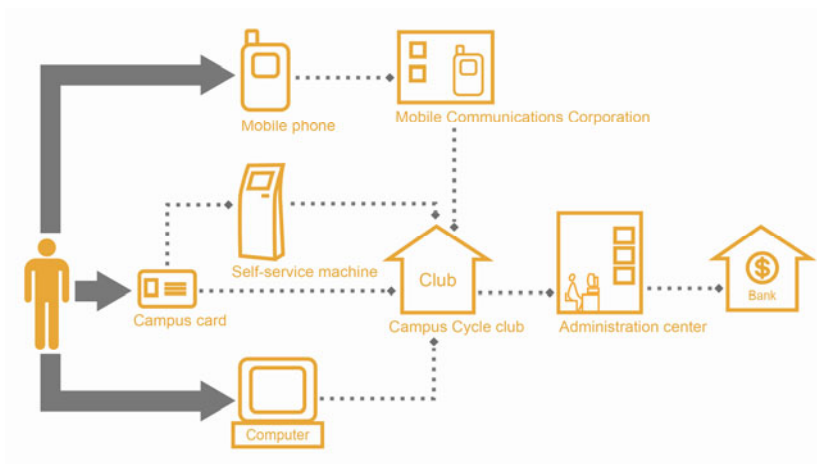 Mobile phone
Mobile Communications Corporation
Self-service machine
Club
$
Bank
Campus card
Campus Cycle club
Administration center
Computer